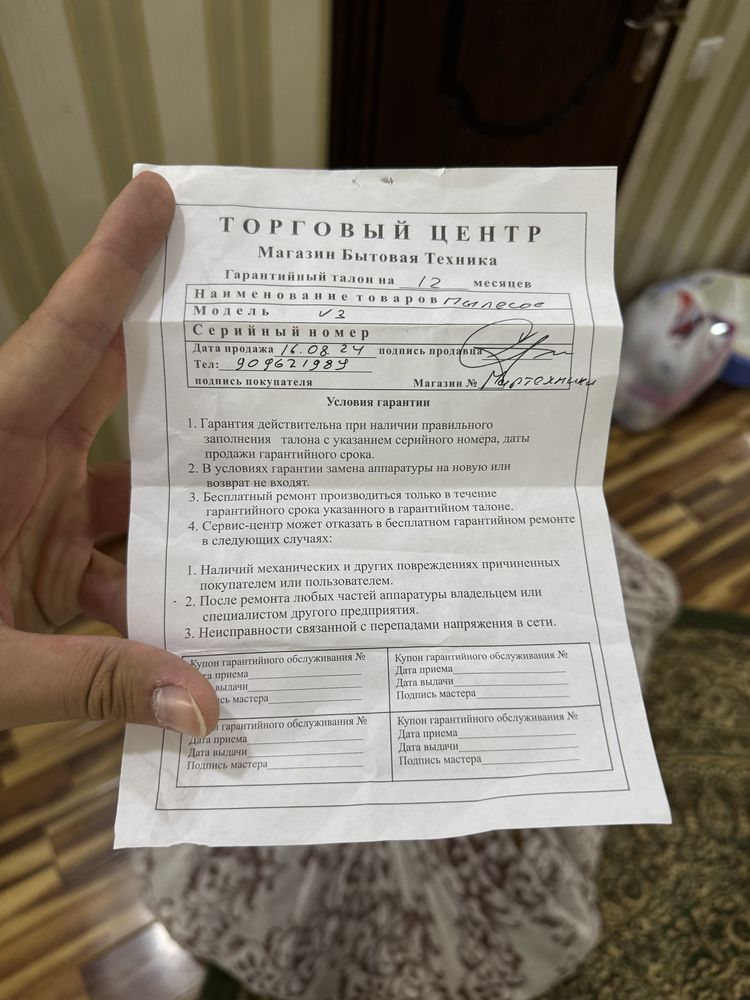 ТОРГОВЫЙ ЦЕНТР
Магазин Бытовая Техника
Гарантийный талон на 12 месяцев
Наименование товаров Пылесос
Модель V3
Серийный номер
Дата продажа 16.08 24 подпись продавца
Тел: 909621989
подпись покупателя Магазин № Миртехники
Условия гарантии
1. Гарантия действительна при наличии правильного
заполнения талона с указанием серийного номера, даты
продажи гарантийного срока.
2. В условиях гарантии замена аппаратуры на новую или
возврат не входят.
3. Бесплатный ремонт производиться только в течение
гарантийного срока указанного в гарантийном талоне.
4. Сервис-центр может отказать в бесплатном гарантийном ремонте
в следующих случаях:
1. Наличий механических и других повреждениях причиненных
покупателем или пользователем.
2. После ремонта любых частей аппаратуры владельцем или
специалистом другого предприятия.
3. Неисправности связанной с перепадами напряжения в сети.
Купон гарантийного обслуживания №
приема
выдачи
пись мастера
Купон гарантийного обслуживания №
Дата приема
Дата выдачи
Подпись мастера
гарантийного обслуживания №
Дата приема
Дата выдачи
Подпись мастера
Купон гарантийного обслуживания №
Дата приема
Дата выдачи
Подпись мастера